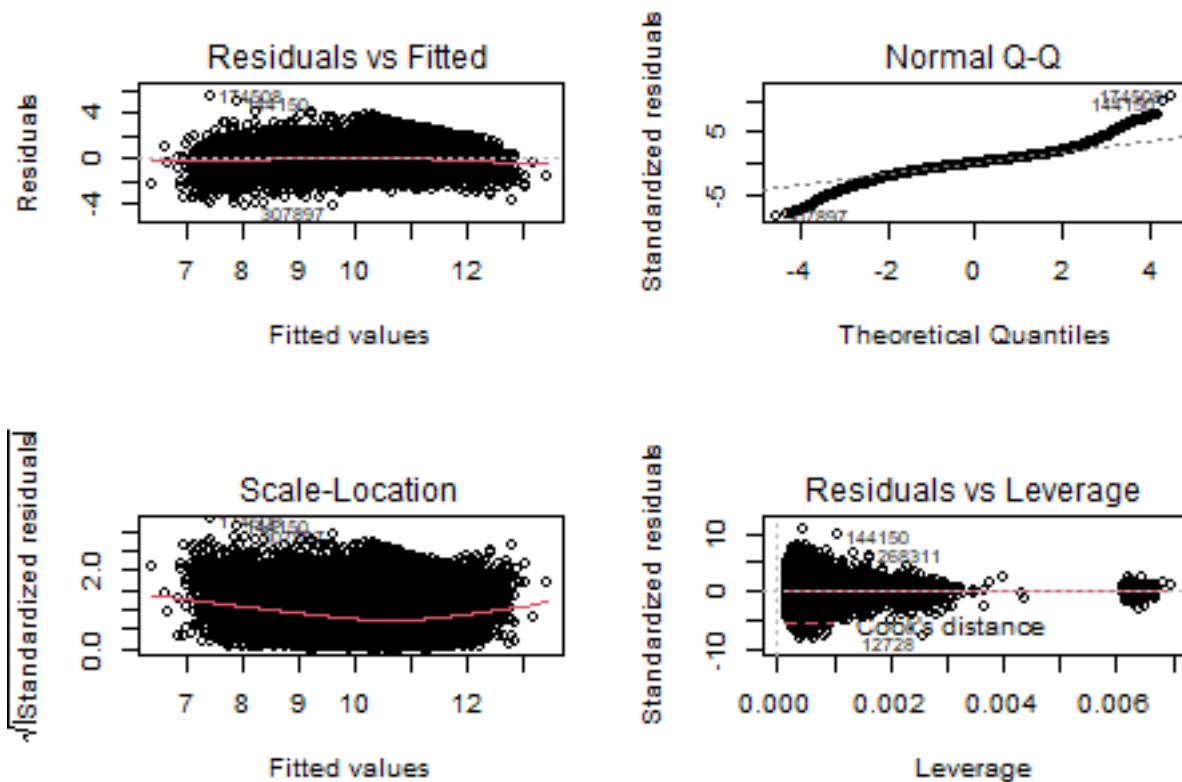 Residuals vs Fitted
Residuals
4
0
-4
174508
144150
307897
7 8 9 10 12
Fitted values
Normal Q-Q
Standardized residuals
5
-5
174508
144150
-4 -2 0 2 4
Theoretical Quantiles
Scale-Location
√|Standardized residuals|
2.0
0.0
144150
7 8 9 10 12
Fitted values
Residuals vs Leverage
Standardized residuals
10
0
-10
144150
268311
Cook's distance
12728
0.000 0.002 0.004 0.006
Leverage